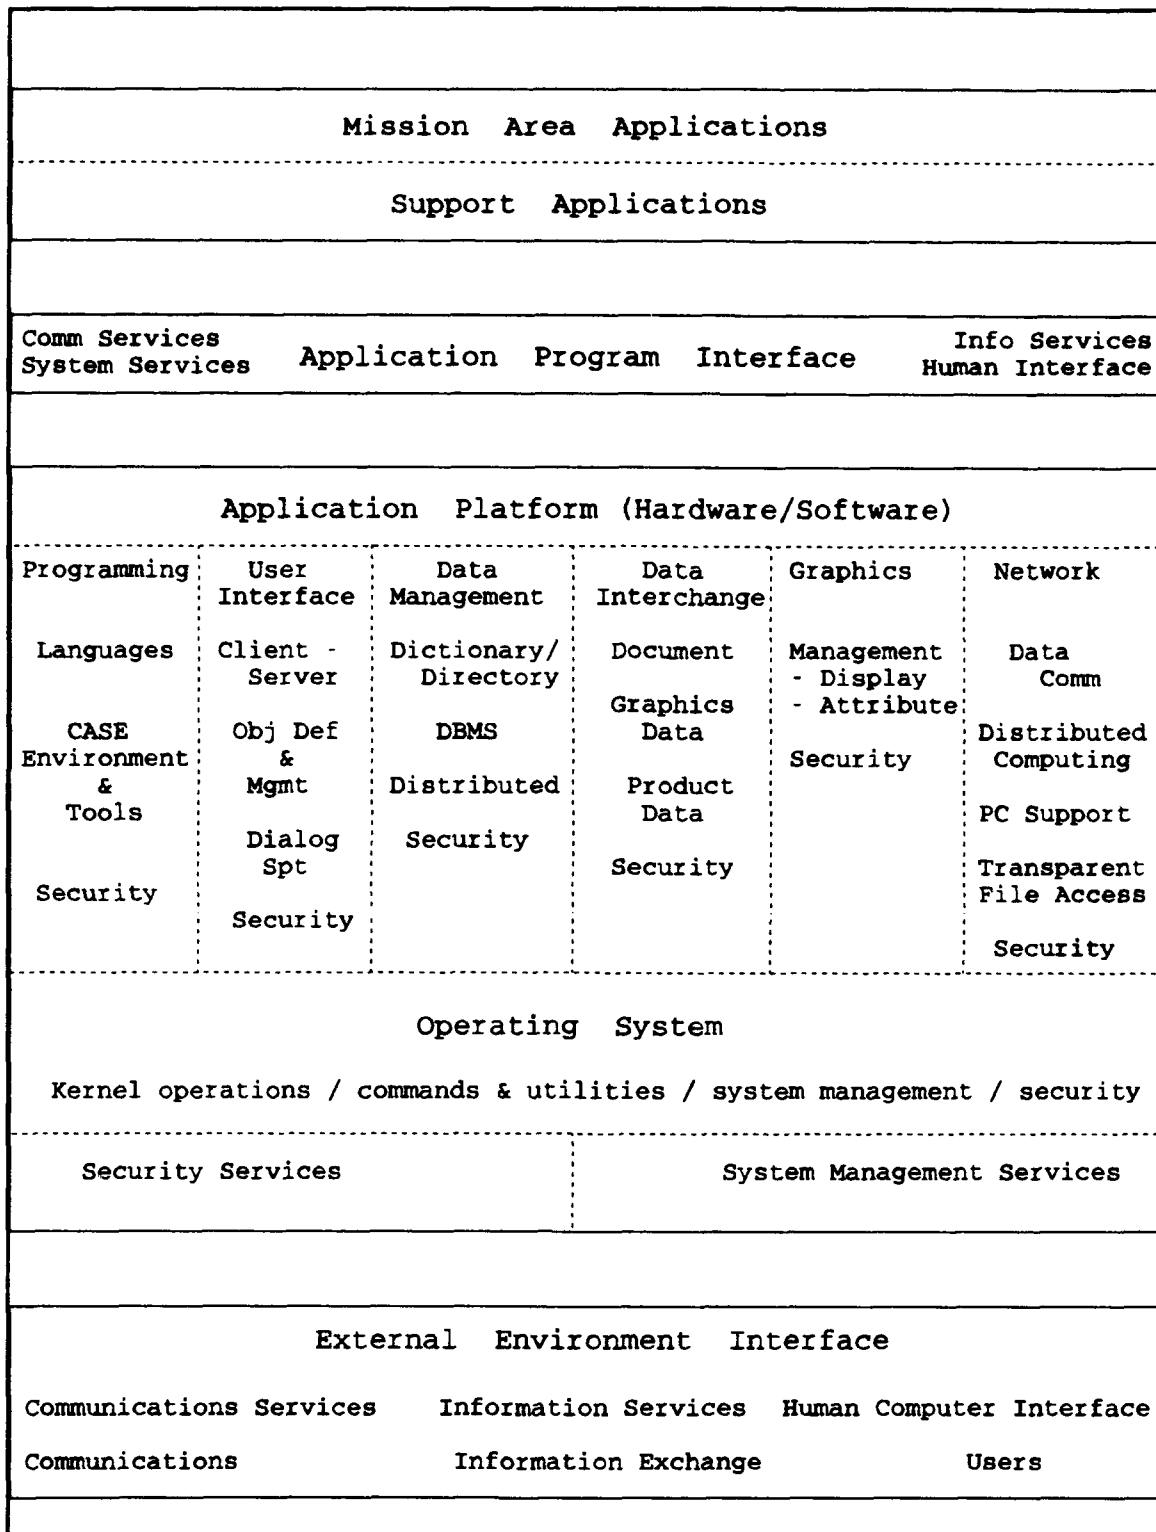 Mission Area Applications
Support Applications
Comm Services
System Services
Application Program Interface
Info Services
Human Interface
Application Platform (Hardware/Software)
Programming
Languages
CASE
Environment
&
Tools
Security
User
Interface
Client -
Server
Obj Def
&
Mgmt
Dialog
Spt
Security
Data
Management
Dictionary/
Directory
DBMS
Distributed
Security
Data
Interchange
Document
Graphics
Data
Product
Data
Security
Graphics
Management
- Display
- Attribute
Security
Network
Data
Comm
Distributed
Computing
PC Support
Transparent
File Access
Security
Operating System
Kernel operations / commands & utilities / system management / security
Security Services
System Management Services
External Environment Interface
Communications Services Information Services Human Computer Interface
Communications Information Exchange Users